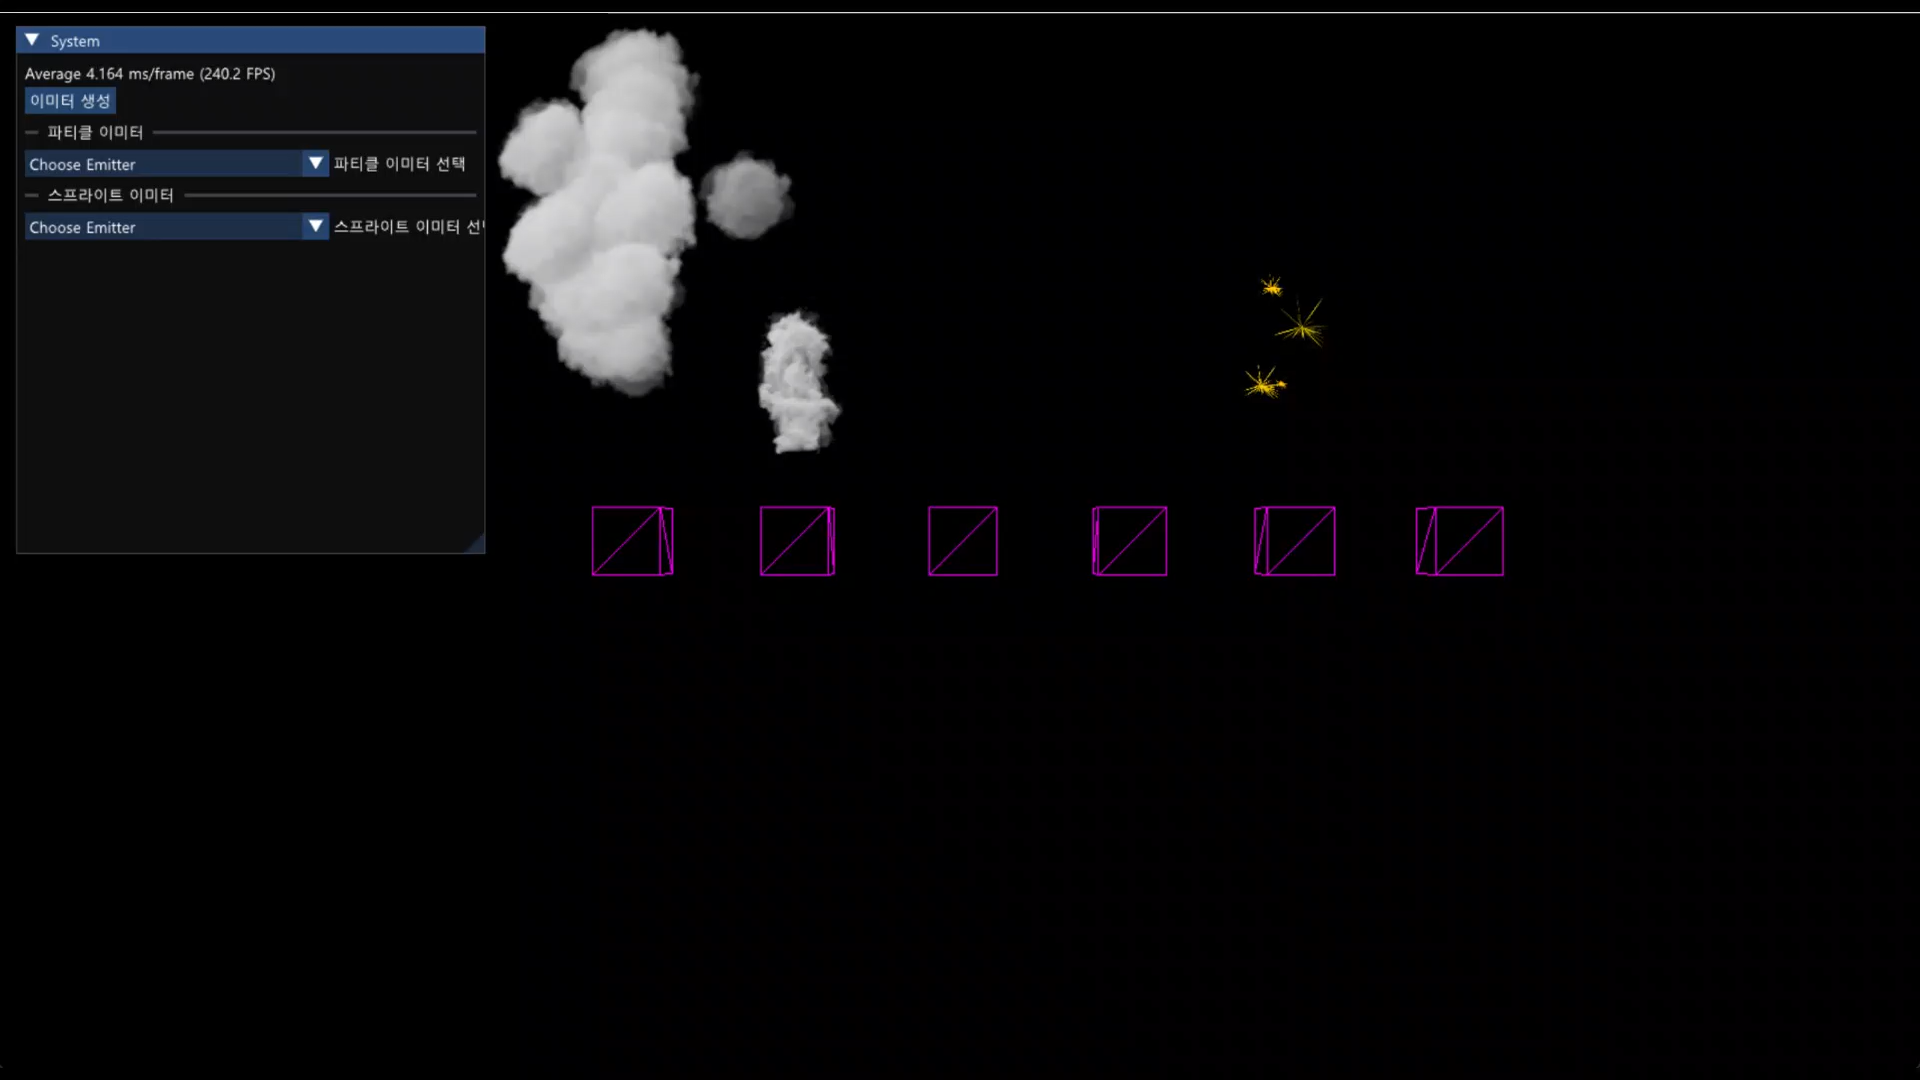 System
Average 4.164 ms/frame (240.2 FPS)
이미터 생성
파티클 이미터
Choose Emitter 파티클 이미터 선택
스프라이트 이미터
Choose Emitter 스프라이트 이미터